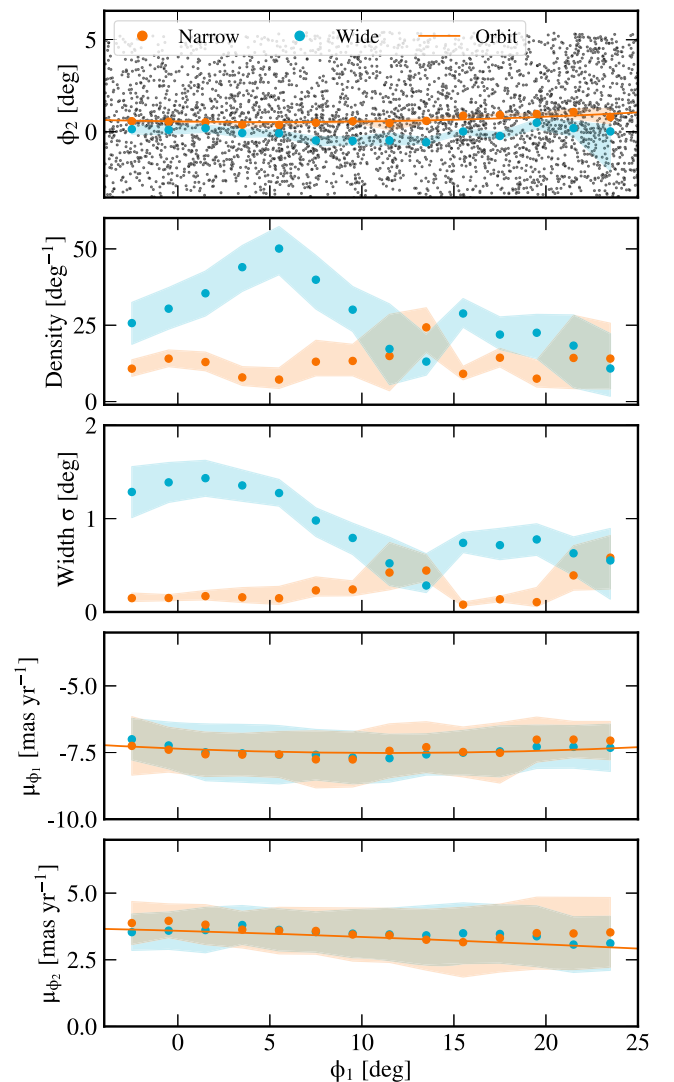 Narrow Wide Orbit
5
0
ϕ₂ [deg]
50
25
0
Density [deg⁻¹]
2
1
0
Width σ [deg]
-5.0
-7.5
-10.0
μϕ₁ [mas yr⁻¹]
5.0
2.5
0.0
μϕ₂ [mas yr⁻¹]
0 5 10 15 20 25
ϕ₁ [deg]